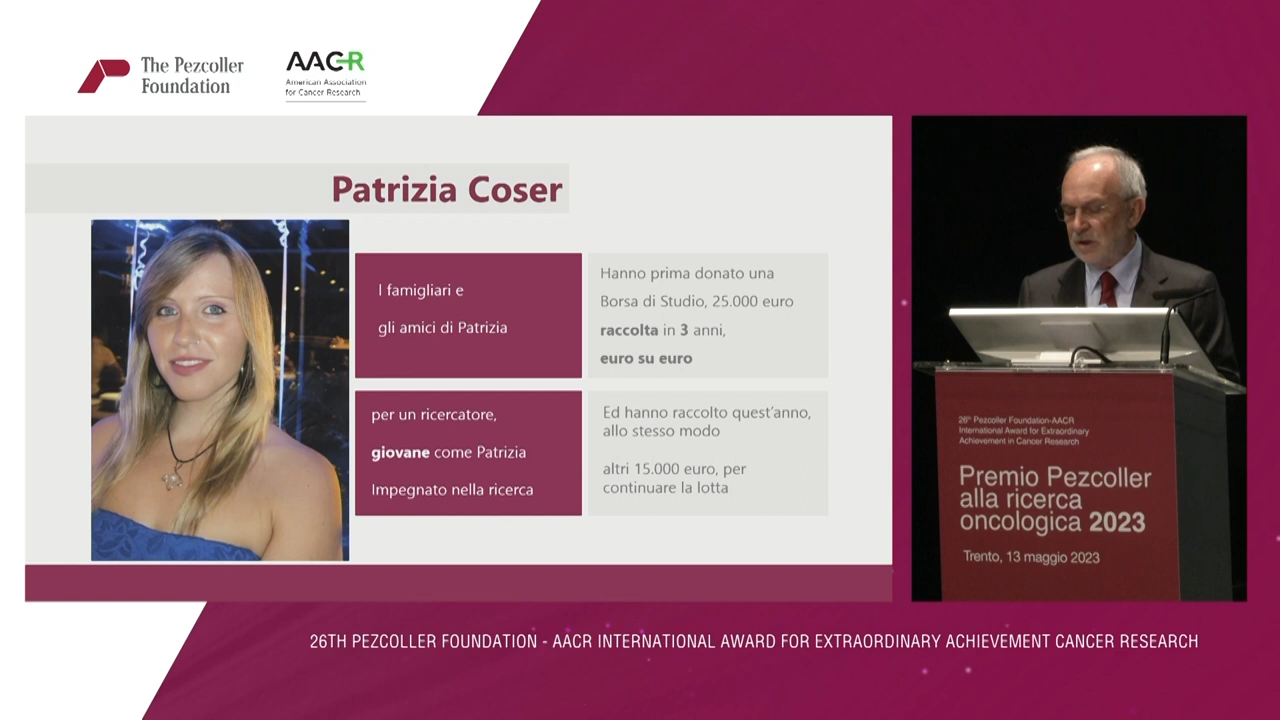 The Pezcoller
Foundation
AACR
American Association
for Cancer Research
Patrizia Coser
I famigliari e
gli amici di Patrizia
Hanno prima donato una
Borsa di Studio, 25.000 euro
raccolta in 3 anni,
euro su euro
per un ricercatore,
giovane come Patrizia
Impegnato nella ricerca
Ed hanno raccolto quest'anno,
allo stesso modo
altri 15.000 euro, per
continuare la lotta
26th Pezcoller Foundation-AACR
International Award for Extraordinary
Achievement in Cancer Research
Premio Pezcoller
alla ricerca
oncologica 2023
Trento, 13 maggio 2023
26TH PEZCOLLER FOUNDATION - AACR INTERNATIONAL AWARD FOR EXTRAORDINARY ACHIEVEMENT CANCER RESEARCH